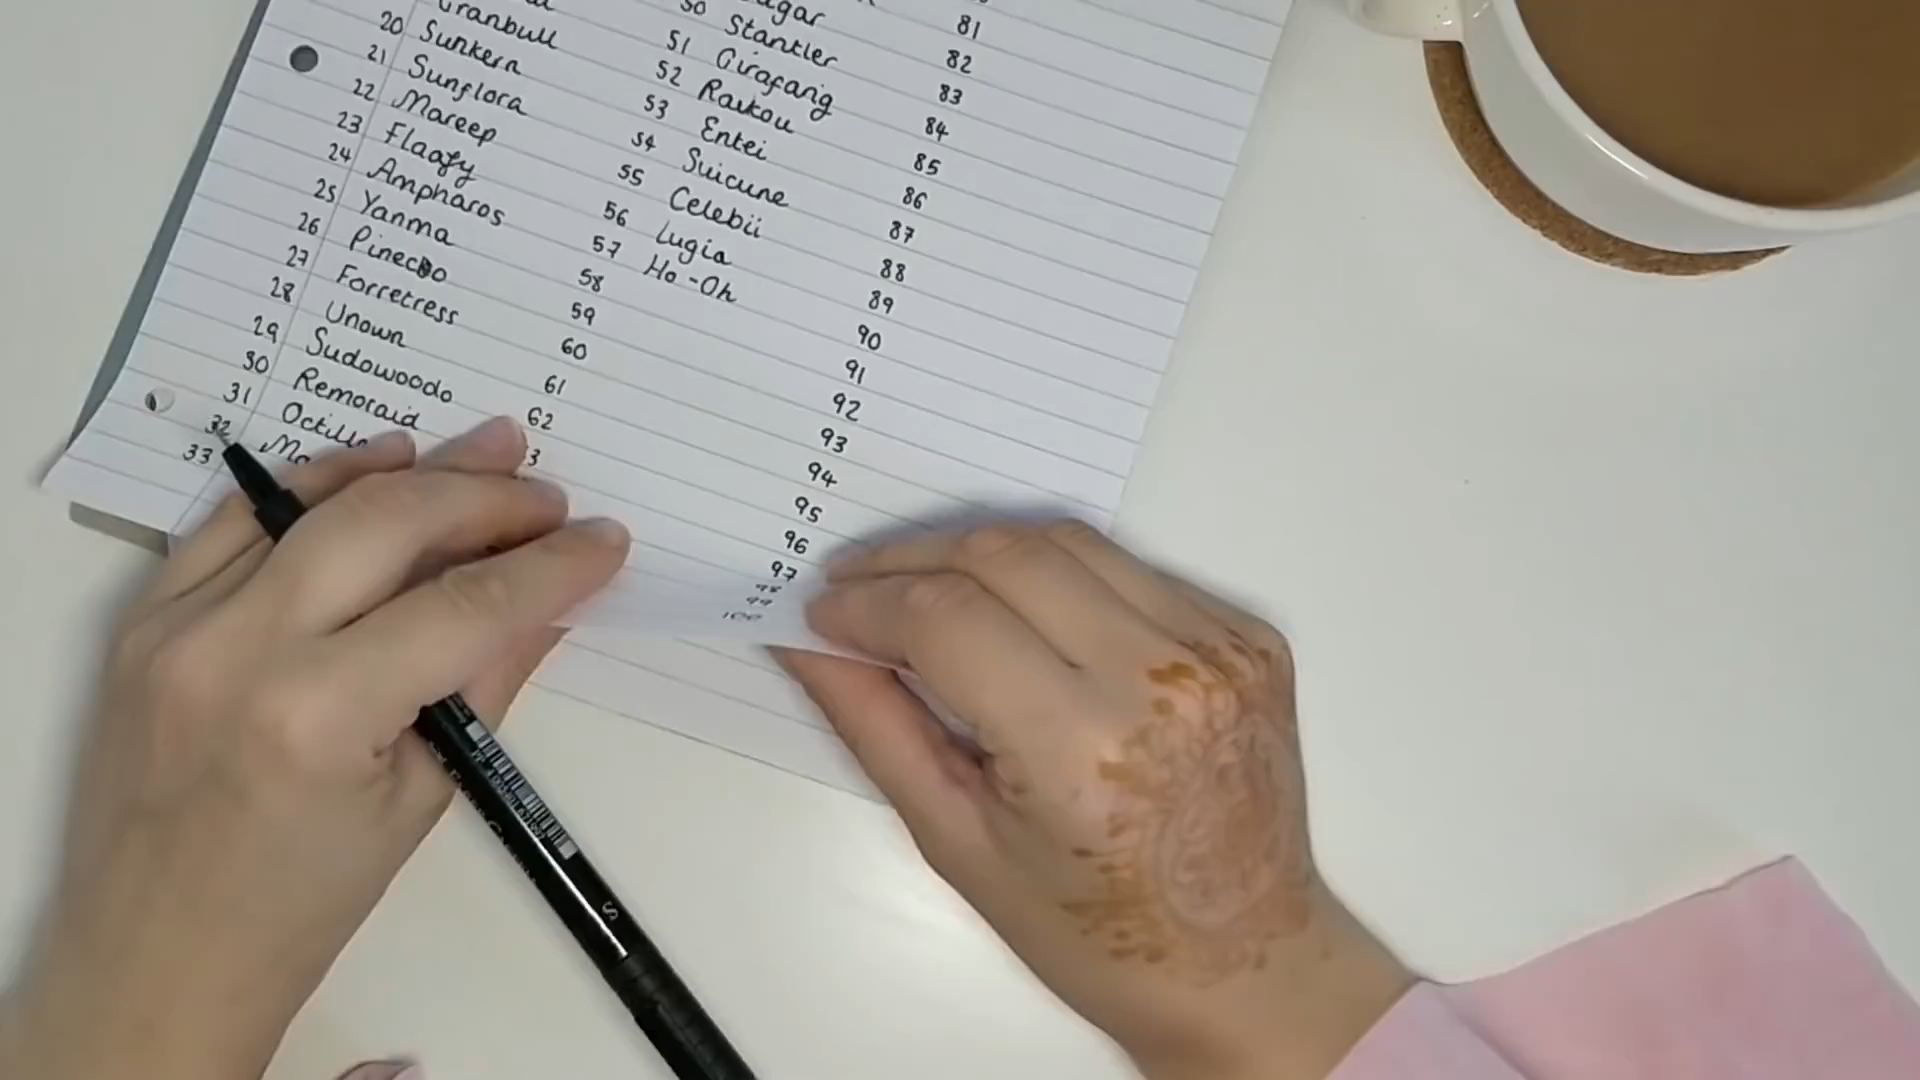 Granbull
20 Sunkern
21 Sunflora
22 Mareep
23 Flaafy
24 Ampharos
25 Yanma
26 Pineco
27 Forretress
28 Unown
29 Sudowoodo
30 Remoraid
31
32
33
50 Stantler
51 Girafarig
52 Raikou
53 Entei
54 Suicune
55 Celebii
56 Lugia
57 Ho-Oh
58
59
60
61
62
81
82
83
84
85
86
87
88
89
90
91
92
93
94
95
96
97
98
99
100
S